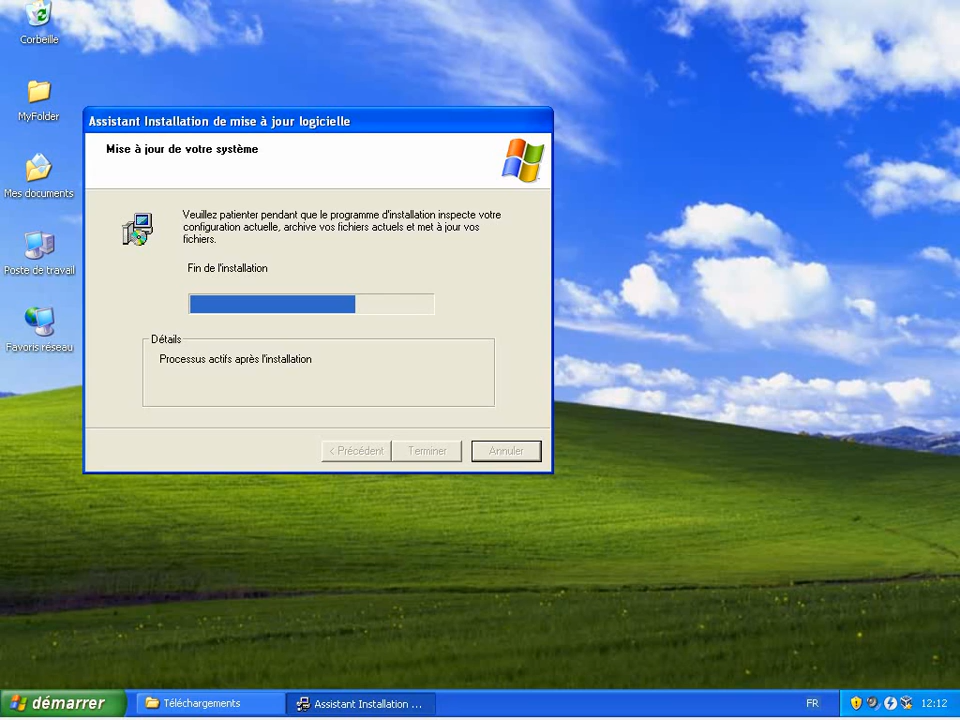 Corbeille
MyFolder
Mes documents
Poste de travail
Favoris réseau
Assistant Installation de mise à jour logicielle
Mise à jour de votre système
Veuillez patienter pendant que le programme d'installation inspecte votre
configuration actuelle, archive vos fichiers actuels et met à jour vos
fichiers.
Fin de l'installation
Détails
Processus actifs après l'installation
< Précédent
Terminer
Annuler
démarrer
Téléchargements
Assistant Installation ...
FR
12:12